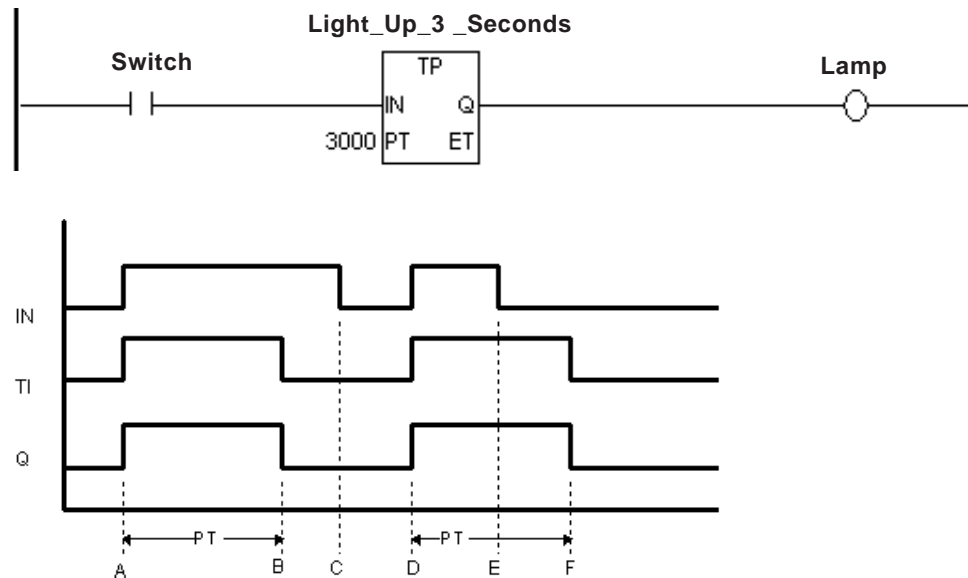 Light_Up_3 _Seconds
Switch
TP
Lamp
IN Q
3000 PT ET
IN
TI
Q
PT PT
A B C D E F